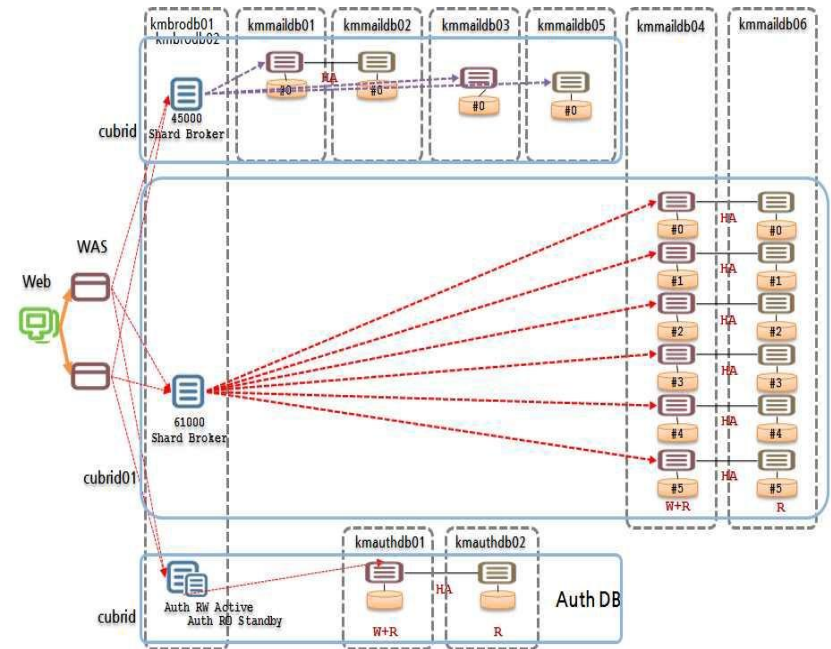 kmbrodb01
kmbrodb02
kmmaildb01
kmmaildb02
kmmaildb03
kmmaildb05
kmmaildb04
kmmaildb06
HA
#0
#0
#0
#0
45000
Shard Broker
cubrid
WAS
Web
61000
Shard Broker
cubrid01
HA
#0
#0
HA
#1
#1
HA
#2
#2
HA
#3
#3
HA
#4
#4
HA
#5
#5
W+R
R
kmauthdb01
kmauthdb02
Auth RW Active
Auth RO Standby
cubrid
HA
W+R
R
Auth DB